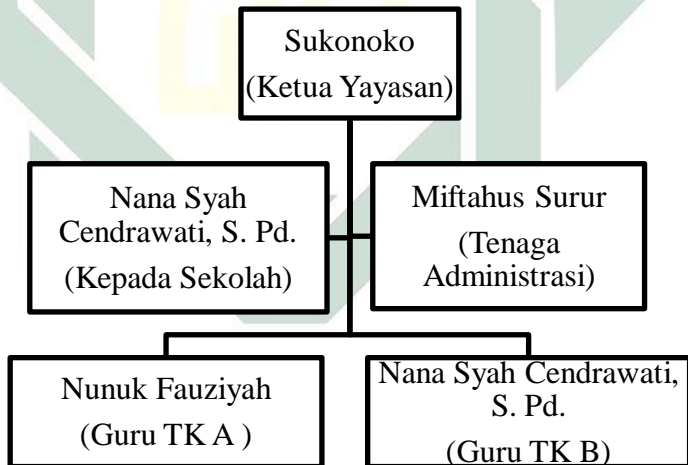 Sukonoko
(Ketua Yayasan)
Nana Syah
Cendrawati, S. Pd.
(Kepada Sekolah)
Miftahus Surur
(Tenaga
Administrasi)
Nunuk Fauziyah
(Guru TK A )
Nana Syah Cendrawati,
S. Pd.
(Guru TK B)